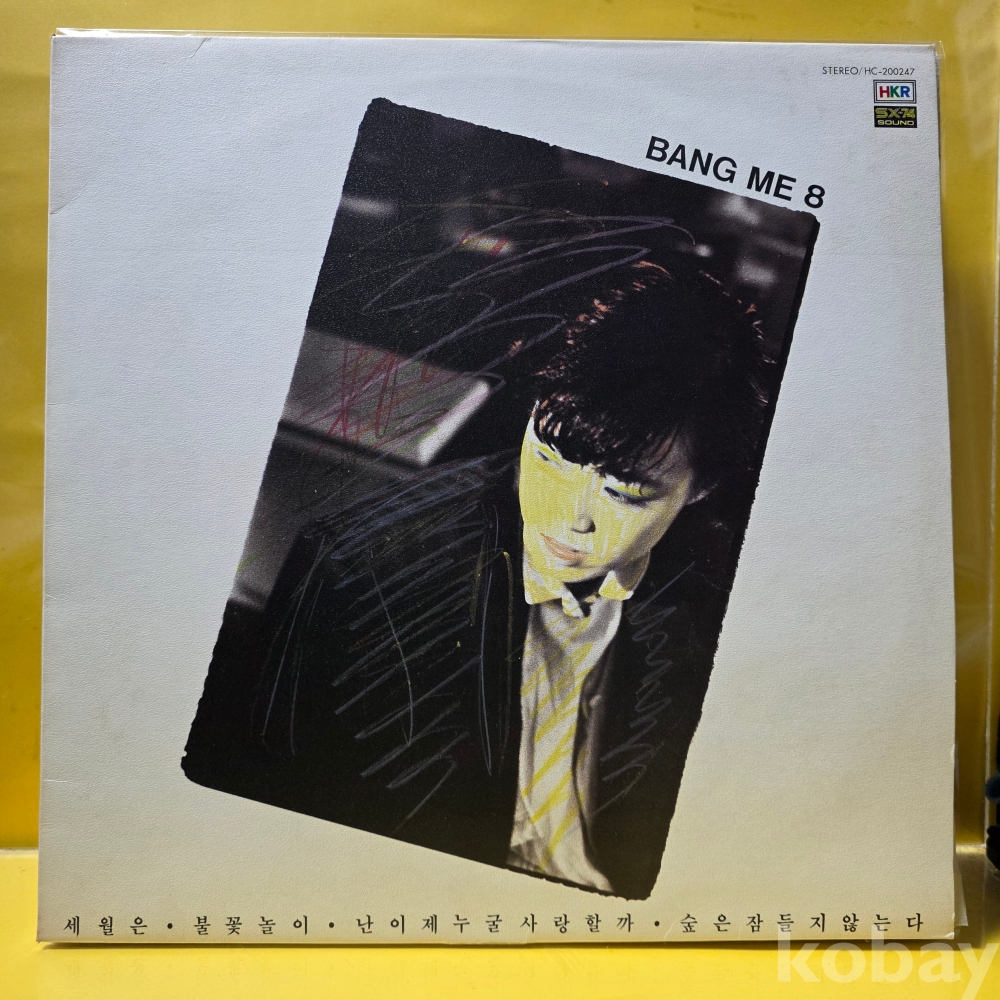 STEREO/HC-200247
HKR
SX-74
SOUND
BANG ME 8
세월은 • 불꽃놀이 • 난이제누굴사랑할까 • 숲은잠들지않는다
kobay